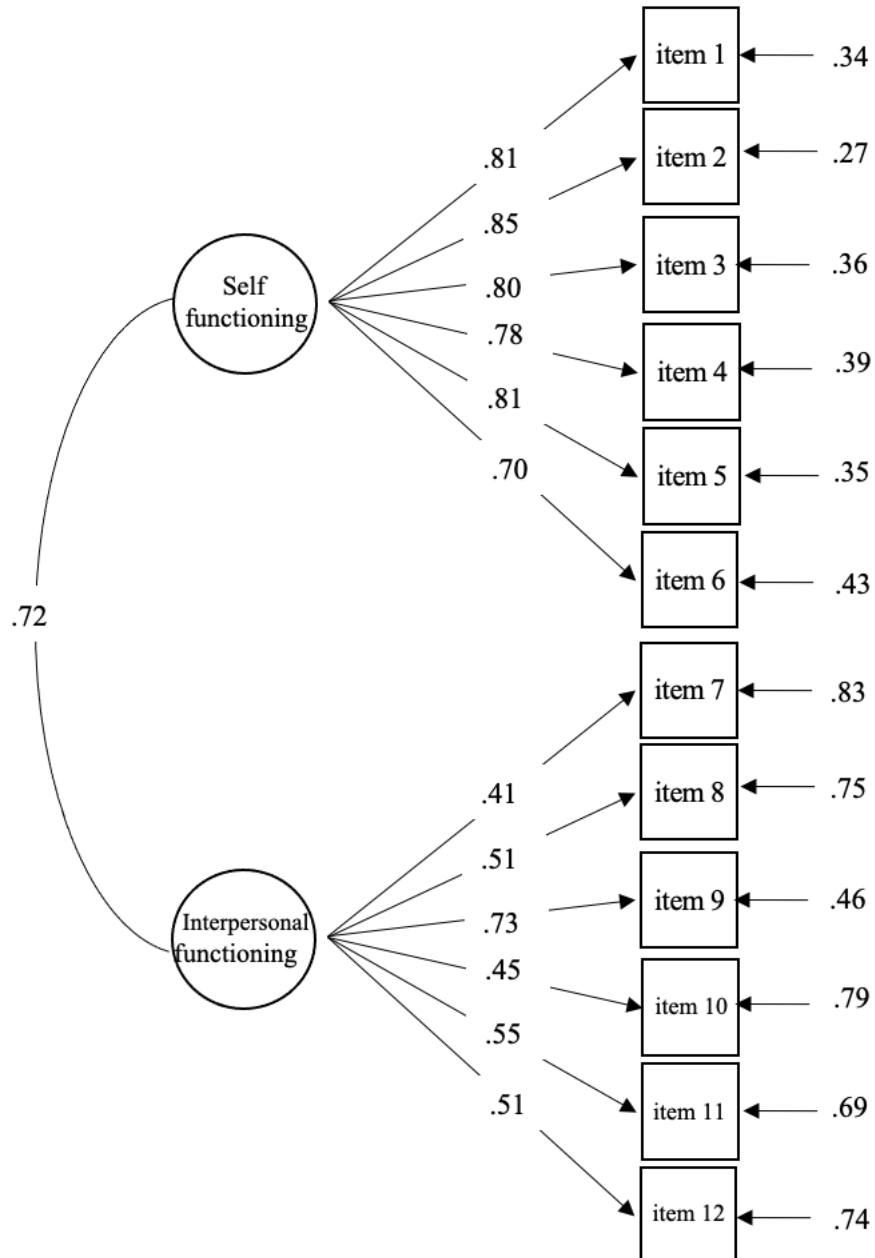 item 1
.34
.81
item 2
.27
.85
Self
functioning
item 3
.36
.80
.78
item 4
.39
.81
item 5
.35
.70
item 6
.43
.72
item 7
.83
.41
item 8
.75
.51
Interpersonal
functioning
item 9
.46
.73
.45
item 10
.79
.55
item 11
.69
.51
item 12
.74